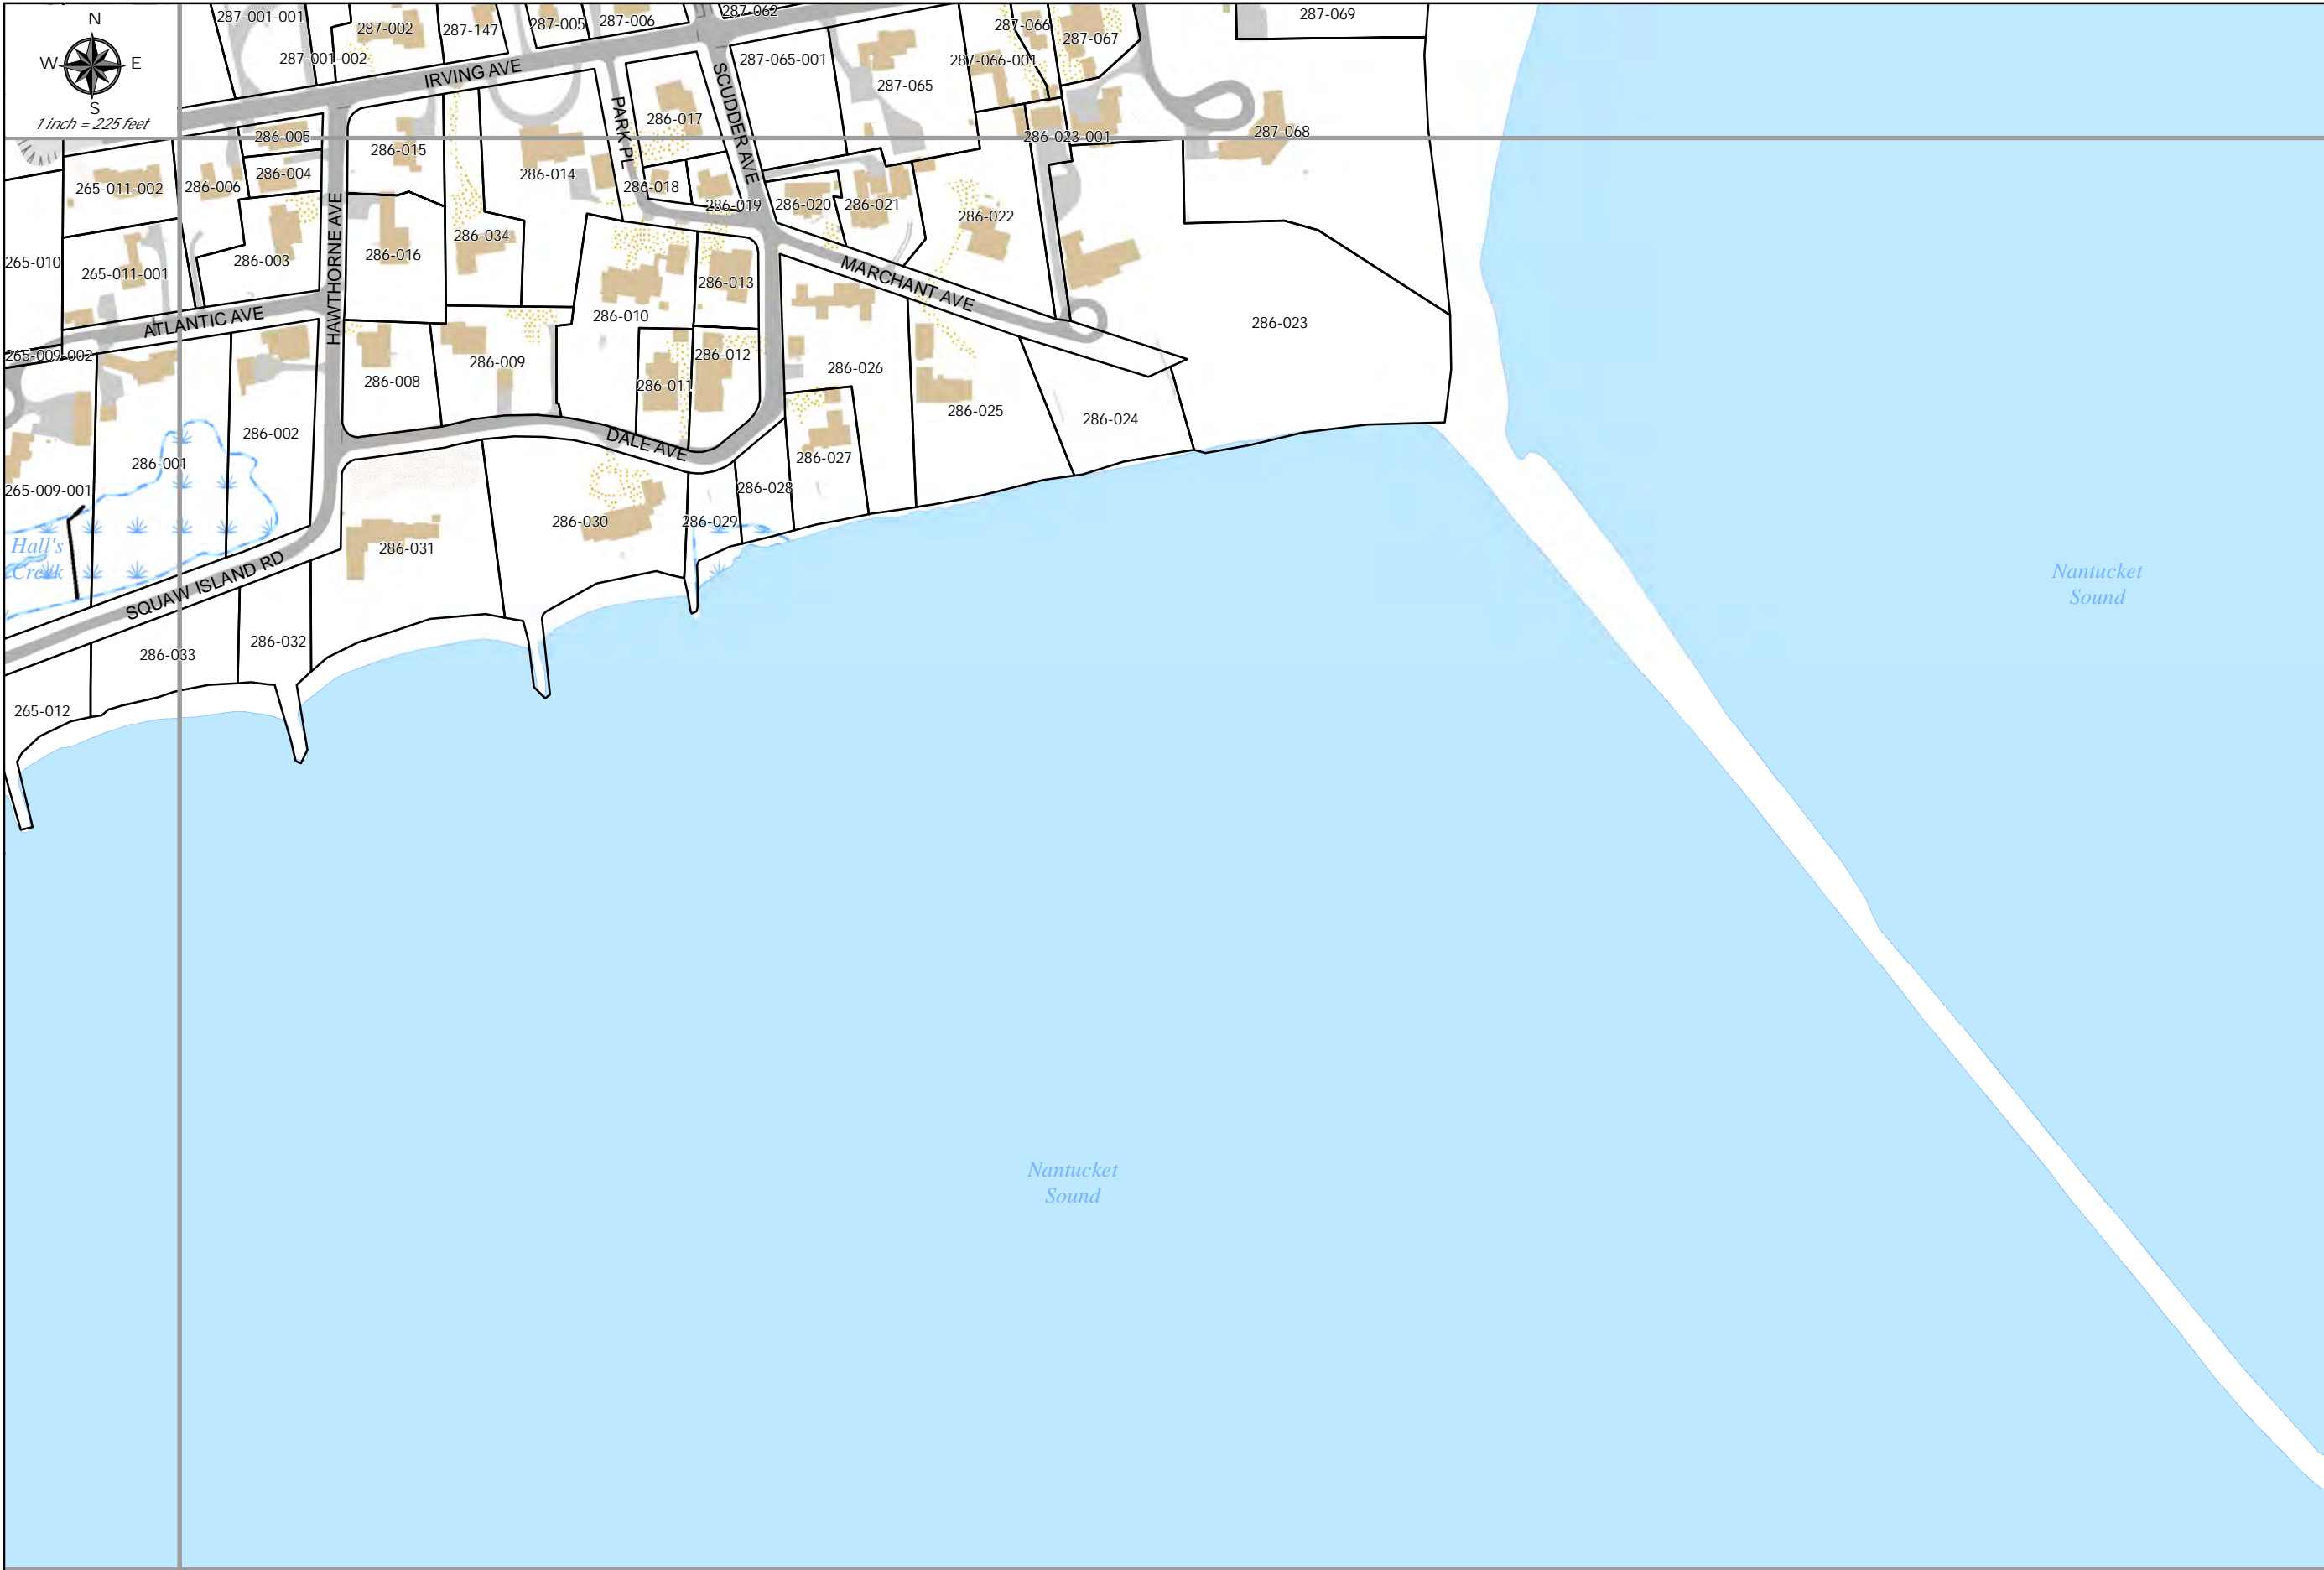 N
W
E
S
1 inch = 225 feet
287-001-001
287-001-002
287-002
287-147
287-005
287-006
287-062
287-065-001
287-065
287-066
287-066-001
287-067
287-069
287-068
IRVING AVE
SCUDDER AVE
PARK PL
286-005
286-004
286-006
265-011-002
286-015
286-014
286-017
286-018
286-019
286-020
286-021
286-022
286-023-001
265-010
265-011-001
286-003
286-016
286-034
286-013
MARCHANT AVE
HAWTHORNE AVE
ATLANTIC AVE
286-010
286-023
265-009-002
286-008
286-009
286-011
286-012
286-026
286-025
286-024
286-002
286-001
DALE AVE
286-027
265-009-001
286-028
286-029
286-030
286-031
Hall's
Creek
SQUAW ISLAND RD
286-032
286-033
265-012
Nantucket
Sound
Nantucket
Sound